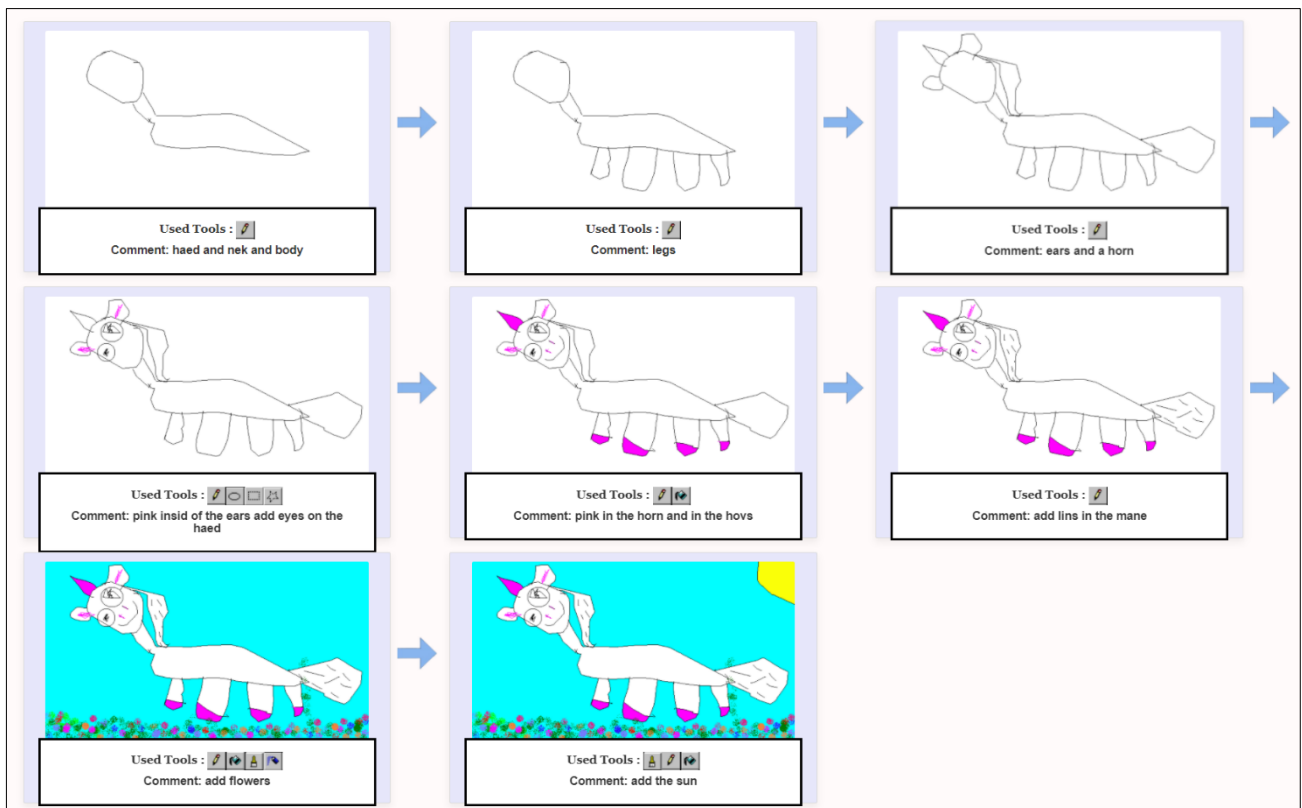 Used Tools :
Comment: haed and nek and body
Used Tools :
Comment: legs
Used Tools :
Comment: ears and a horn
Used Tools :
Comment: pink insid of the ears add eyes on the
haed
Used Tools :
Comment: pink in the horn and in the hovs
Used Tools :
Comment: add lins in the mane
Used Tools :
Comment: add flowers
Used Tools :
Comment: add the sun